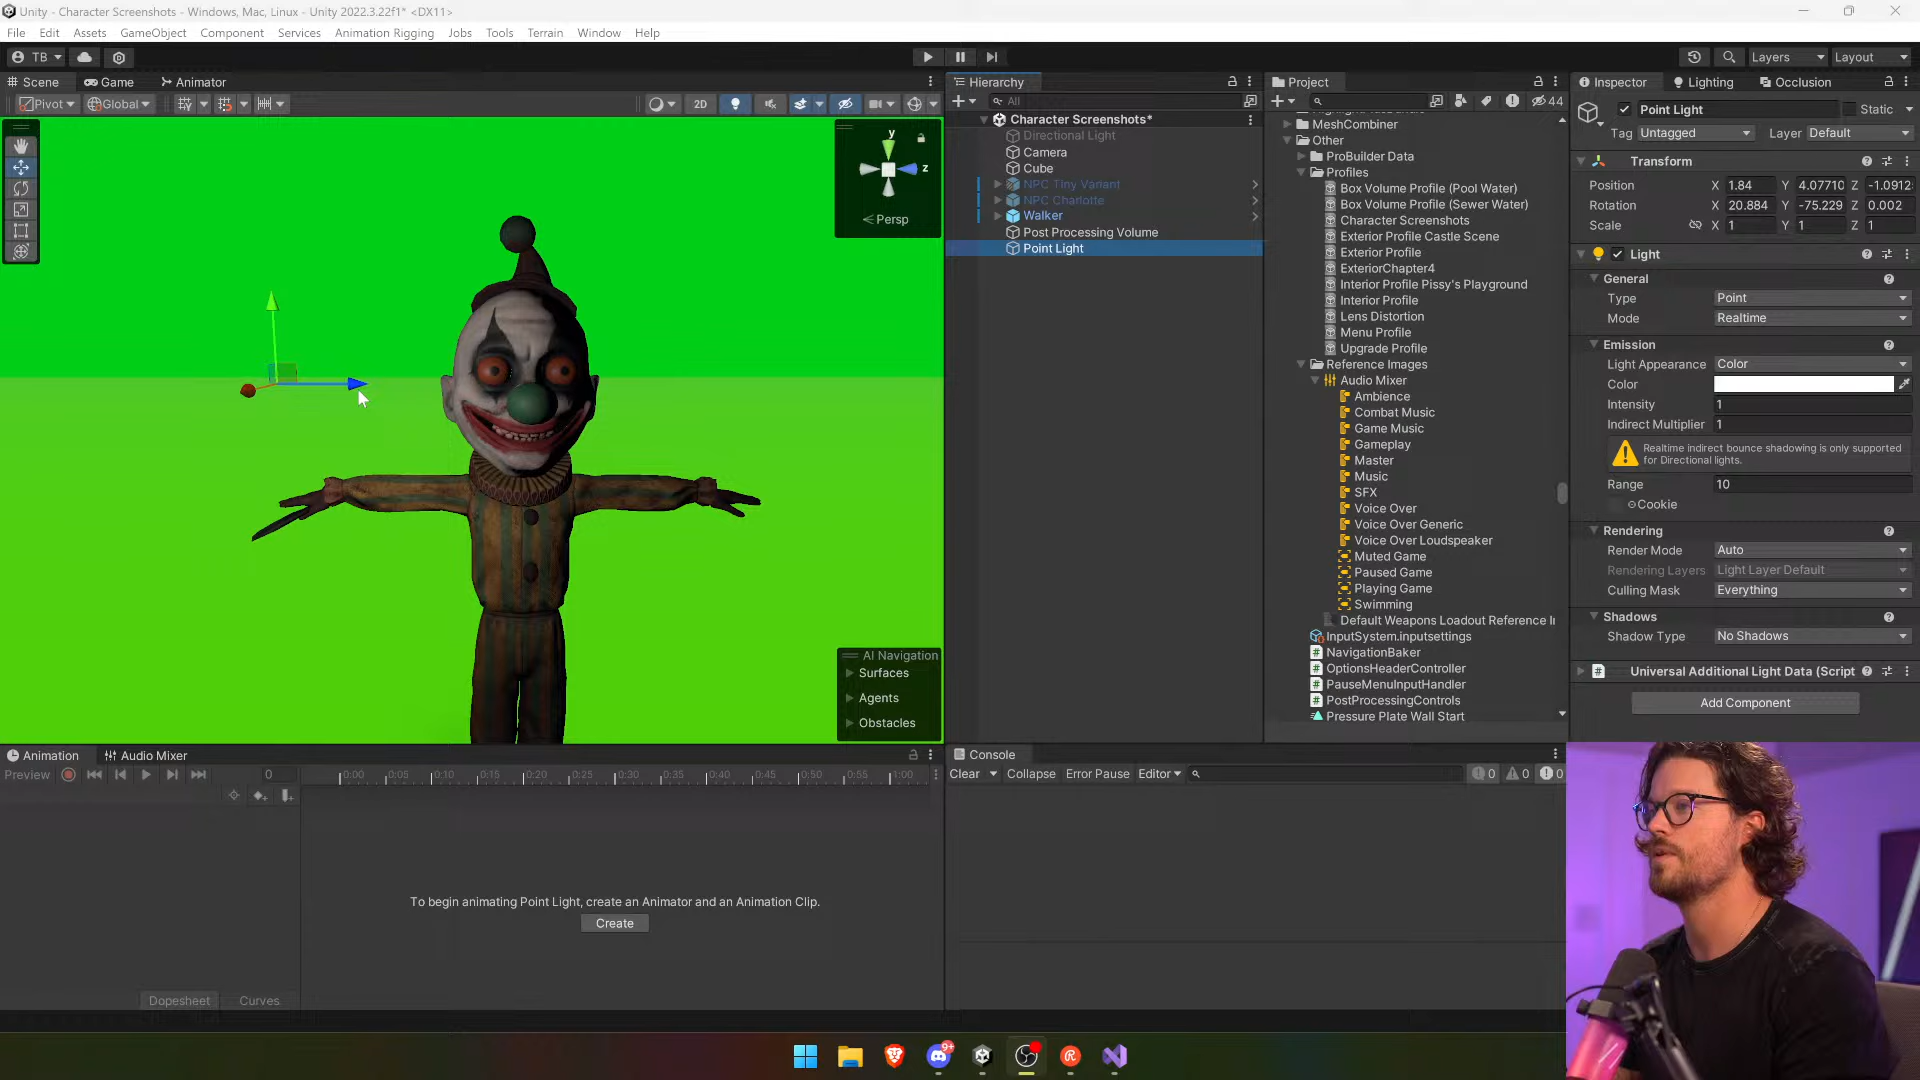 Unity - Character Screenshots - Windows, Mac, Linux - Unity 2022.3.22f1* <DX11>
File Edit Assets GameObject Component Services Animation Rigging Jobs Tools Terrain Window Help
TB
Layers Layout
Scene Game Animator
Pivot Global 2D
y
z
Persp
AI Navigation
Surfaces
Agents
Obstacles
Hierarchy
All
Character Screenshots*
Directional Light
Camera
Cube
NPC Tiny Variant
NPC Charlotte
Walker
Post Processing Volume
Point Light
Project
44
MeshCombiner
Other
ProBuilder Data
Profiles
Box Volume Profile (Pool Water)
Box Volume Profile (Sewer Water)
Character Screenshots
Exterior Profile Castle Scene
Exterior Profile
ExteriorChapter4
Interior Profile Pissy's Playground
Interior Profile
Lens Distortion
Menu Profile
Upgrade Profile
Reference Images
Audio Mixer
Ambience
Combat Music
Game Music
Gameplay
Master
Music
SFX
Voice Over
Voice Over Generic
Voice Over Loudspeaker
Muted Game
Paused Game
Playing Game
Swimming
Default Weapons Loadout Reference I
InputSystem.inputsettings
NavigationBaker
OptionsHeaderController
PauseMenuInputHandler
PostProcessingControls
Pressure Plate Wall Start
Inspector Lighting Occlusion
Point Light Static
Tag Untagged Layer Default
Transform
Position X 1.84 Y 4.07710 Z -1.0912
Rotation X 20.884 Y -75.229 Z 0.002
Scale X 1 Y 1 Z 1
Light
General
Type Point
Mode Realtime
Emission
Light Appearance Color
Color
Intensity 1
Indirect Multiplier 1
Realtime indirect bounce shadowing is only supported
for Directional lights.
Range 10
Cookie
Rendering
Render Mode Auto
Rendering Layers Light Layer Default
Culling Mask Everything
Shadows
Shadow Type No Shadows
Universal Additional Light Data (Script
Add Component
Animation Audio Mixer
Preview 0 0:00 0:05 0:10 0:15 0:20 0:25 0:30 0:35 0:40 0:45 0:50 0:55 1:00
To begin animating Point Light, create an Animator and an Animation Clip.
Create
Dopesheet Curves
Console
Clear Collapse Error Pause Editor 0 0 0
9+